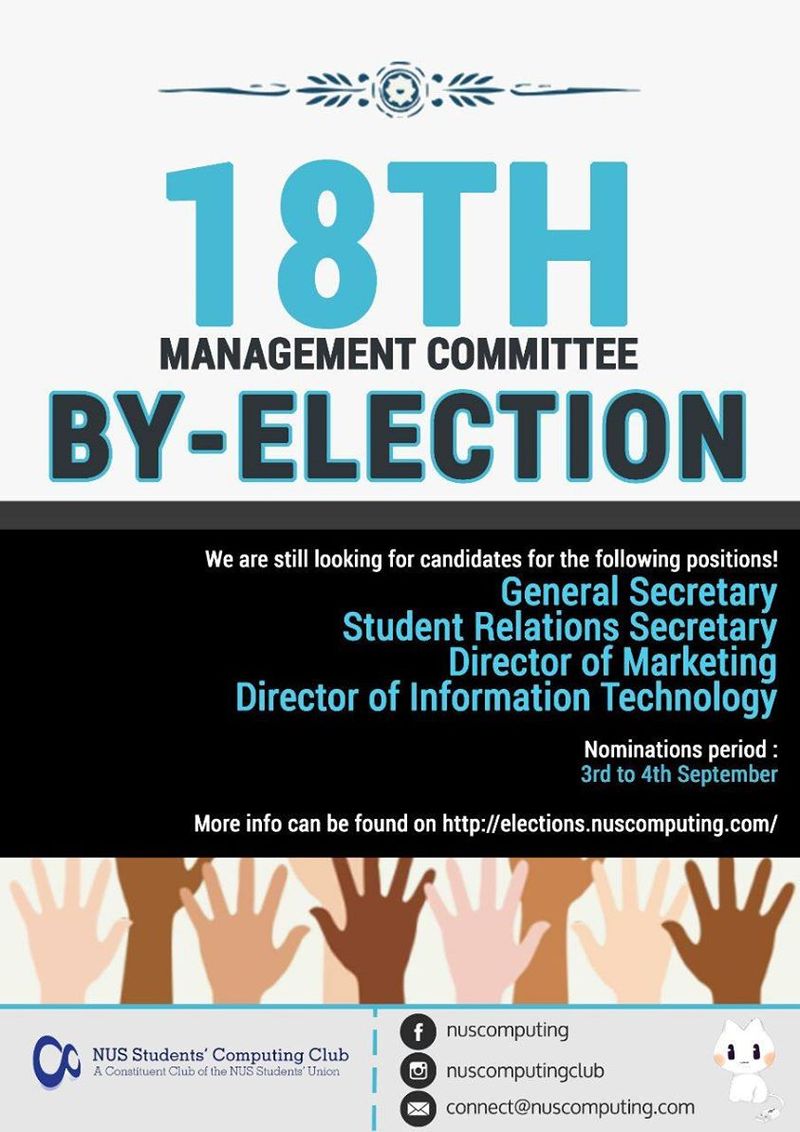 18TH
MANAGEMENT COMMITTEE
BY-ELECTION
We are still looking for candidates for the following positions!
General Secretary
Student Relations Secretary
Director of Marketing
Director of Information Technology
Nominations period :
3rd to 4th September
More info can be found on http://elections.nuscomputing.com/
NUS Students' Computing Club
A Constituent Club of the NUS Students' Union
nuscomputing
nuscomputingclub
connect@nuscomputing.com